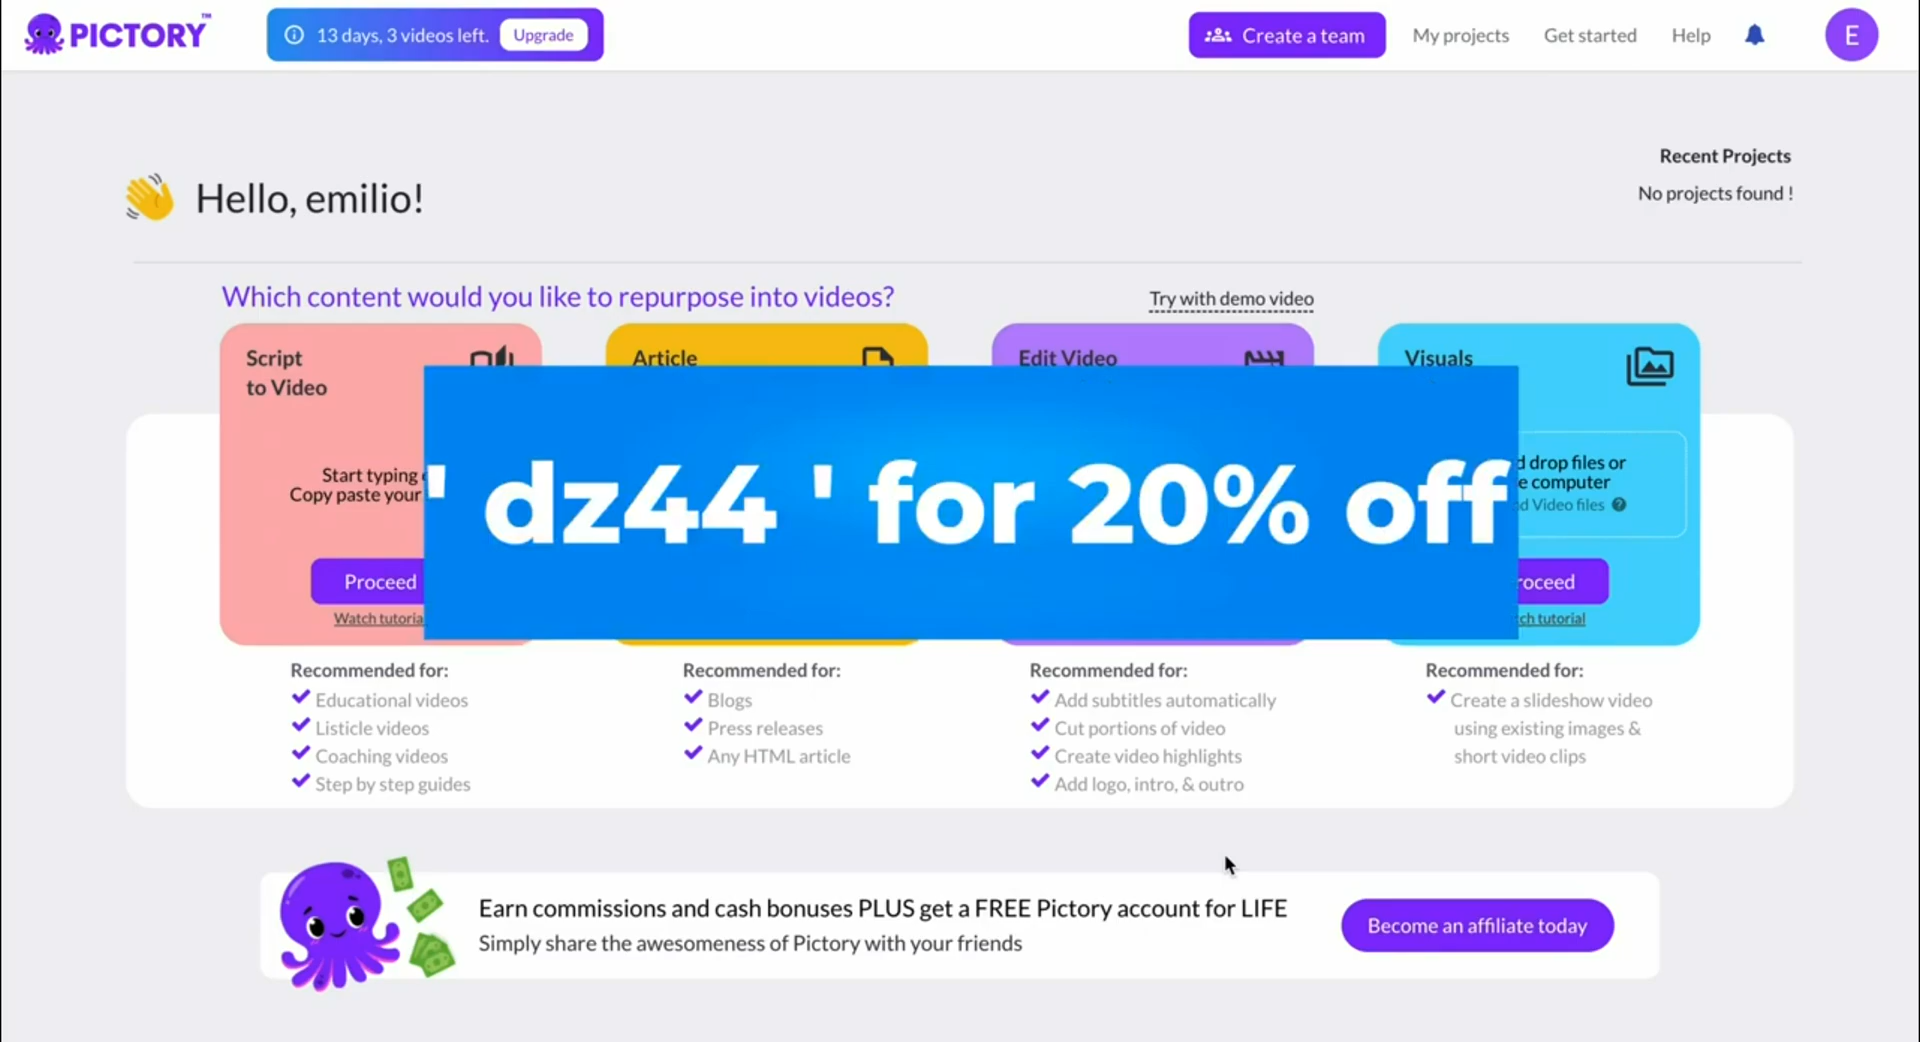 PICTORY™
13 days, 3 videos left.
Upgrade
Create a team
My projects
Get started
Help
E
Recent Projects
No projects found !
Hello, emilio!
Which content would you like to repurpose into videos?
Try with demo video
Script
to Video
Start typing
Copy paste your
Proceed
Watch
Article
Edit Video
Visuals
drop files or
computer
Video files
tutorial
' dz44 ' for 20% off
Recommended for:
Educational videos
Listicle videos
Coaching videos
Step by step guides
Recommended for:
Blogs
Press releases
Any HTML article
Recommended for:
Add subtitles automatically
Cut portions of video
Create video highlights
Add logo, intro, & outro
Recommended for:
Create a slideshow video
using existing images &
short video clips
Earn commissions and cash bonuses PLUS get a FREE Pictory account for LIFE
Simply share the awesomeness of Pictory with your friends
Become an affiliate today